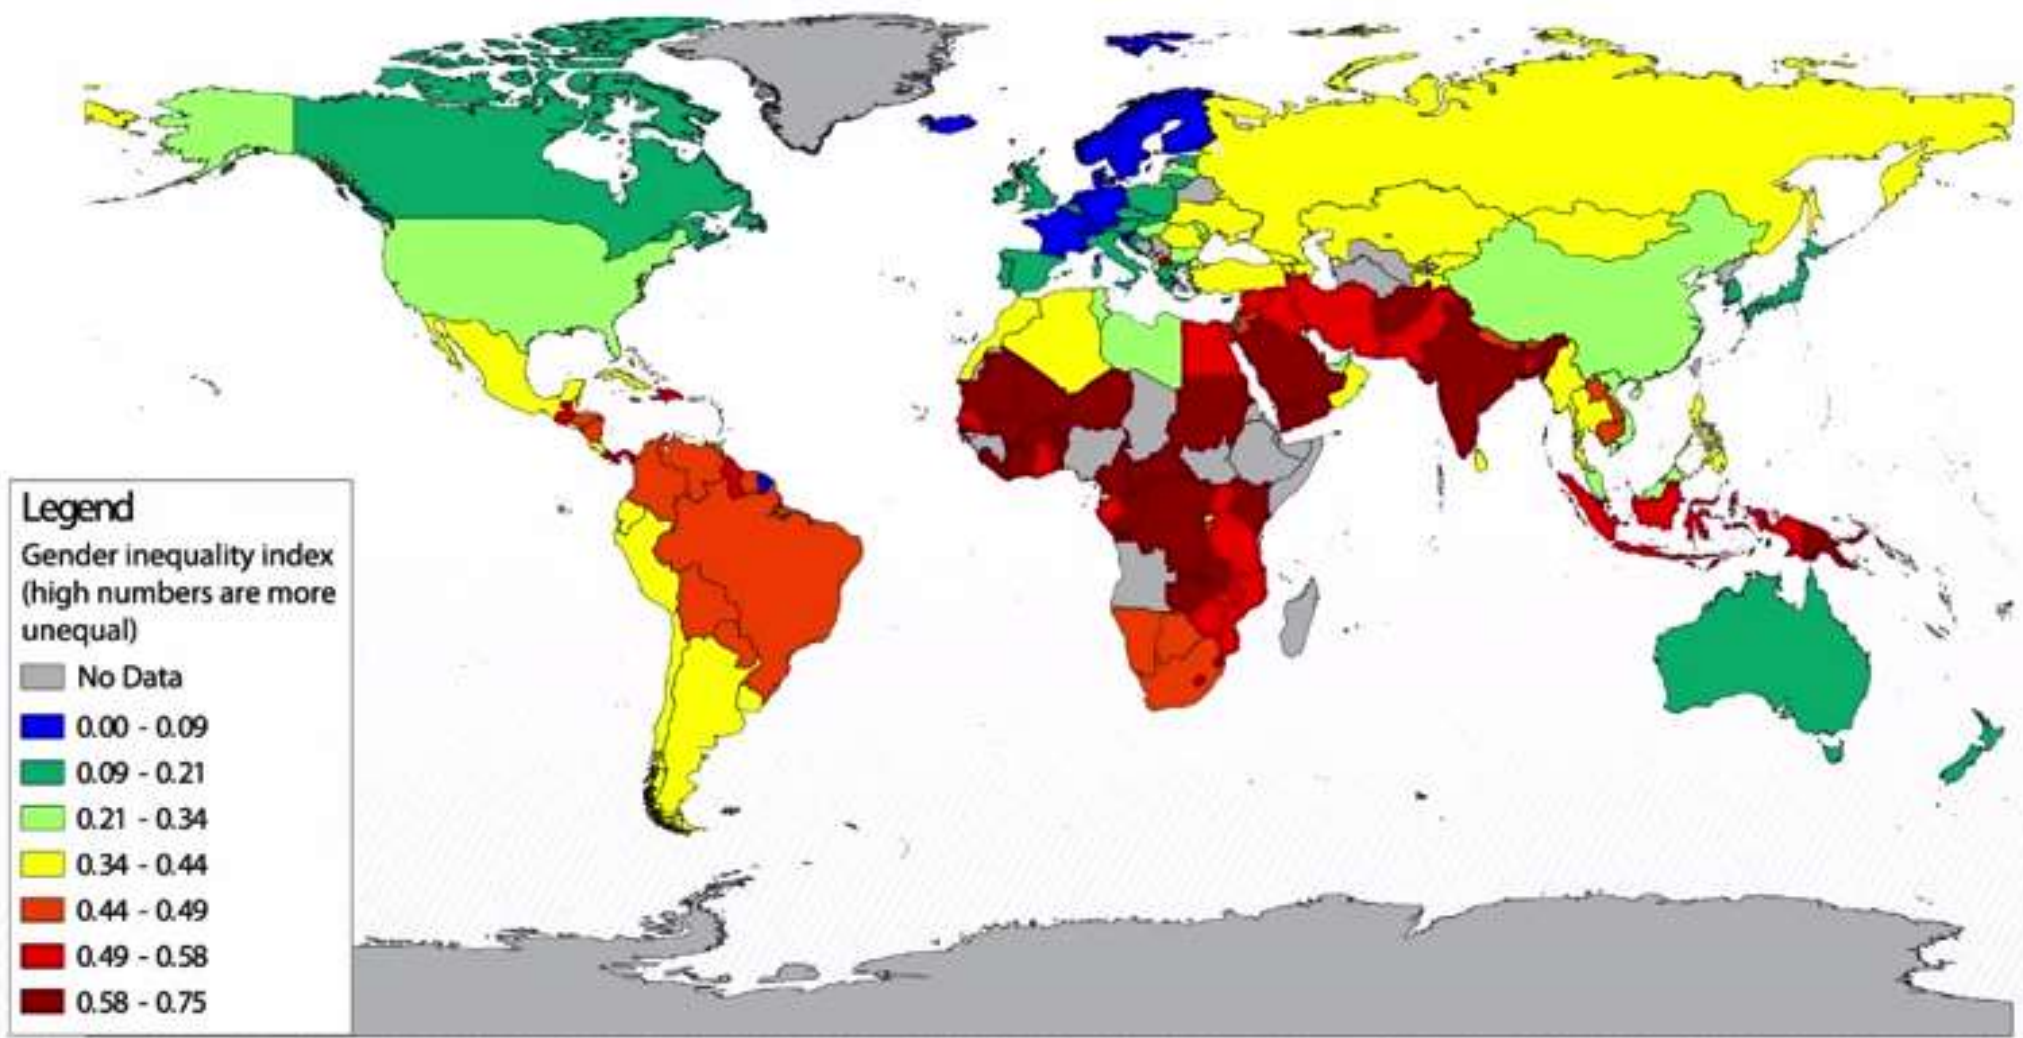 Legend
Gender inequality index
(high numbers are more
unequal)
No Data
0.00 - 0.09
0.09 - 0.21
0.21 - 0.34
0.34 - 0.44
0.44 - 0.49
0.49 - 0.58
0.58 - 0.75